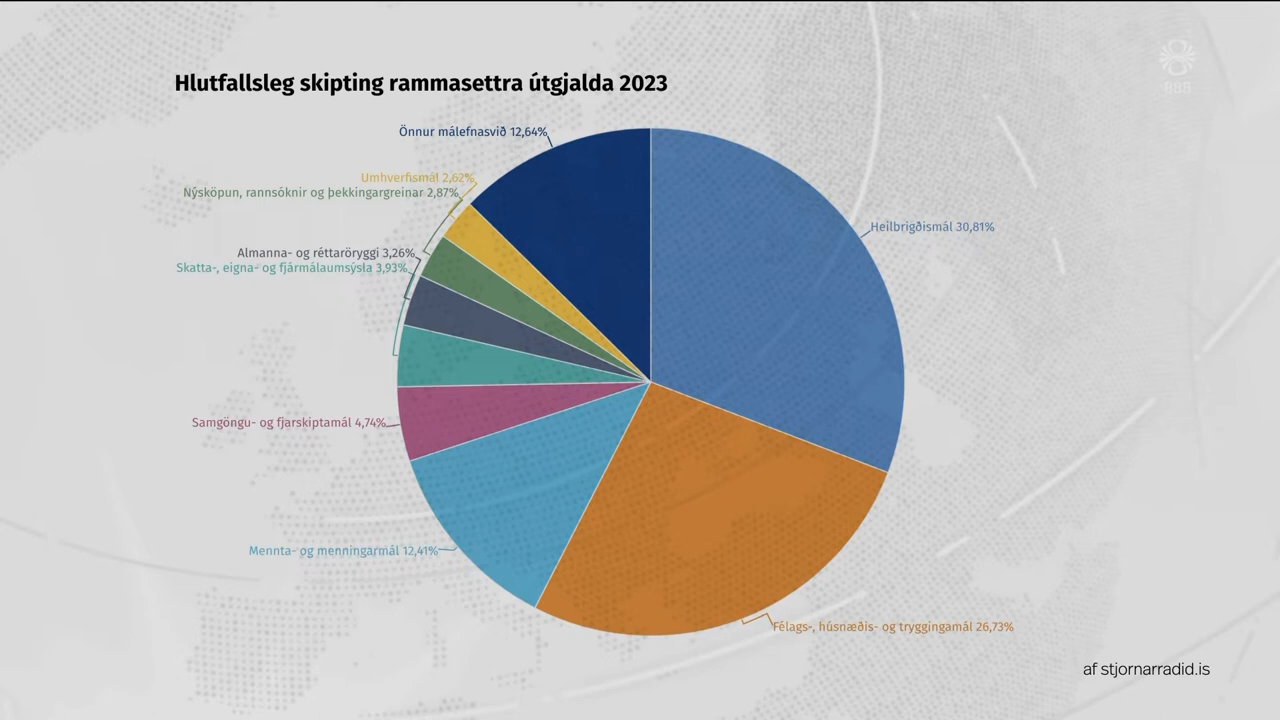 Hlutfallsleg skipting rammasettra útgjalda 2023
888
Önnur málefnasvið 12,64%
Umhverfismál 2,62%
Nýsköpun, rannsóknir og þekkingargreinar 2,87%
Heilbrigðismál 30,81%
Almanna- og réttaröryggi 3,26%
Skatta-, eigna- og fjármálaumsýsla 3,93%
Samgöngu- og fjarskiptamál 4,74%
Mennta- og menningarmál 12,41%
Félags-, húsnæðis- og tryggingamál 26,73%
af stjornarradid.is